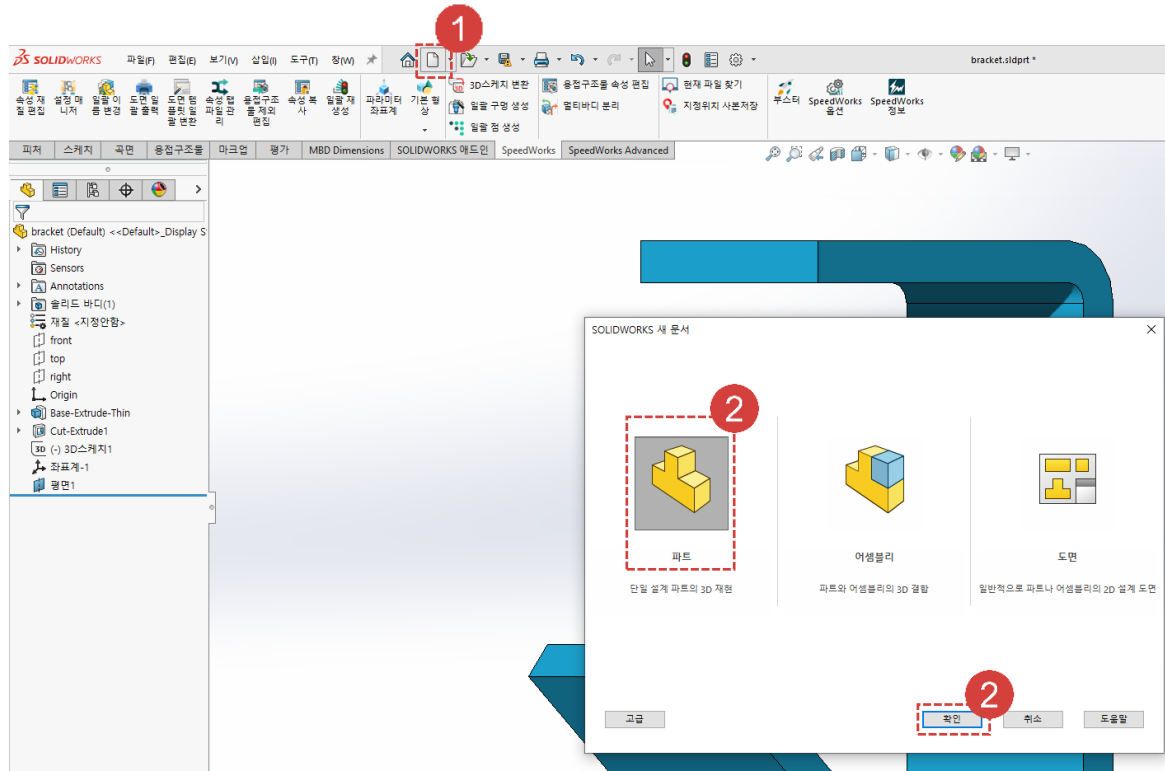 1
SOLIDWORKS 파일(F) 편집(E) 보기(V) 삽입(I) 도구(T) 창(W) bracket.sldprt *
속성 재질 편집
설정 매니저
일괄 이름 변경
도면 일괄 출력
도면 템플릿 일괄 변환
속성 탭 파일 관리
용접구조물 제외 편집
속성 복사
일괄 재생성
파라미터 좌표계
기본 형상
3D스케치 변환
일괄 구멍 생성
일괄 점 생성
용접구조물 속성 편집
멀티바디 분리
현재 파일 찾기
지정위치 사본저장
부스터
SpeedWorks 옵션
SpeedWorks 정보
피처 스케치 곡면 용접구조물 마크업 평가 MBD Dimensions SOLIDWORKS 애드인 SpeedWorks SpeedWorks Advanced
bracket (Default) <<Default>_Display S
History
Sensors
Annotations
솔리드 바디(1)
재질 <지정안함>
front
top
right
Origin
Base-Extrude-Thin
Cut-Extrude1
3D (-) 3D스케치1
좌표계-1
평면1
SOLIDWORKS 새 문서
2
파트
단일 설계 파트의 3D 재현
어셈블리
파트와 어셈블리의 3D 결합
도면
일반적으로 파트나 어셈블리의 2D 설계 도면
2
고급 확인 취소 도움말